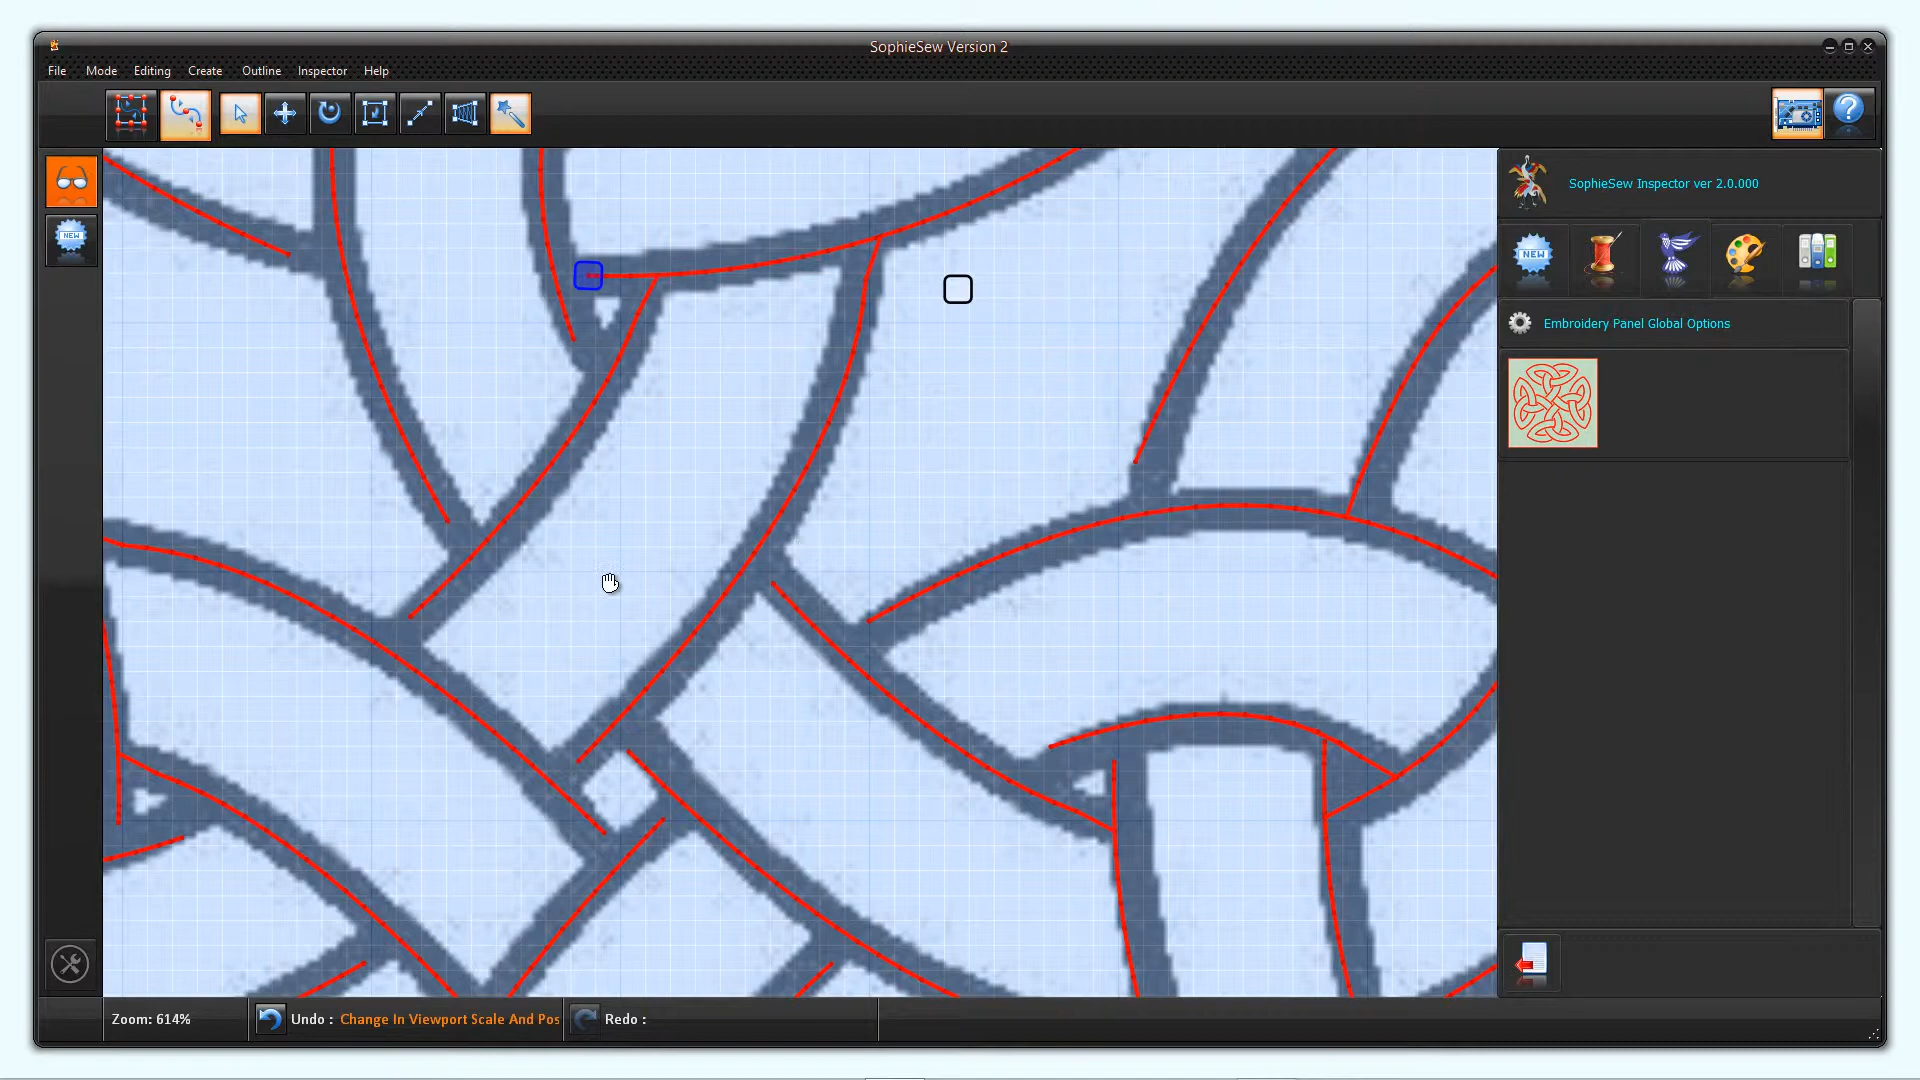 SophieSew Version 2
File Mode Editing Create Outline Inspector Help
SophieSew Inspector ver 2.0.000
NEW
NEW
Embroidery Panel Global Options
Zoom: 614% Undo : Change In Viewport Scale And Pos Redo :